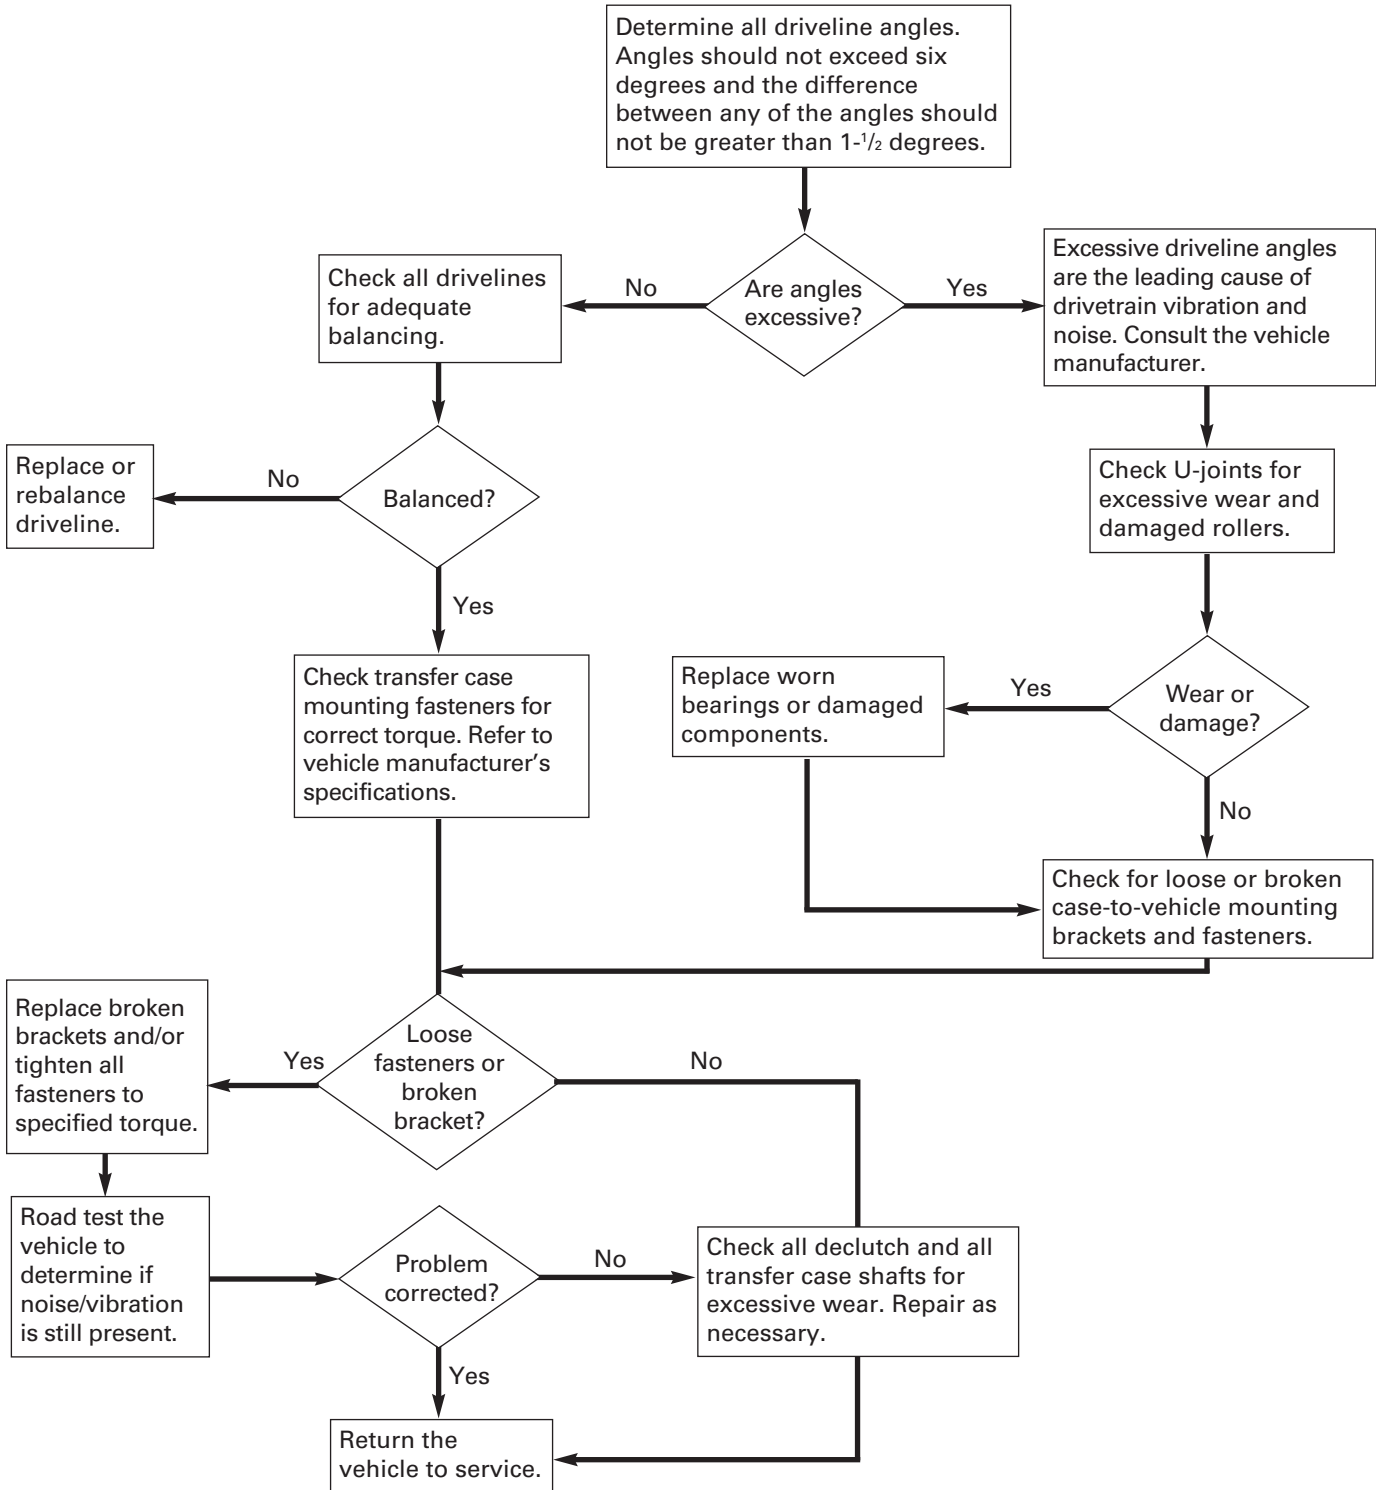 Determine all driveline angles.
Angles should not exceed six
degrees and the difference
between any of the angles should
not be greater than 1-1/2 degrees.
Check all drivelines
for adequate
balancing.
No
Are angles
excessive?
Yes
Excessive driveline angles
are the leading cause of
drivetrain vibration and
noise. Consult the vehicle
manufacturer.
Replace or
rebalance
driveline.
No
Balanced?
Check U-joints for
excessive wear and
damaged rollers.
Yes
Check transfer case
mounting fasteners for
correct torque. Refer to
vehicle manufacturer’s
specifications.
Replace worn
bearings or damaged
components.
Yes
Wear or
damage?
No
Check for loose or broken
case-to-vehicle mounting
brackets and fasteners.
Replace broken
brackets and/or
tighten all
fasteners to
specified torque.
Yes
Loose
fasteners or
broken
bracket?
No
Road test the
vehicle to
determine if
noise/vibration
is still present.
Problem
corrected?
No
Check all declutch and all
transfer case shafts for
excessive wear. Repair as
necessary.
Yes
Return the
vehicle to service.